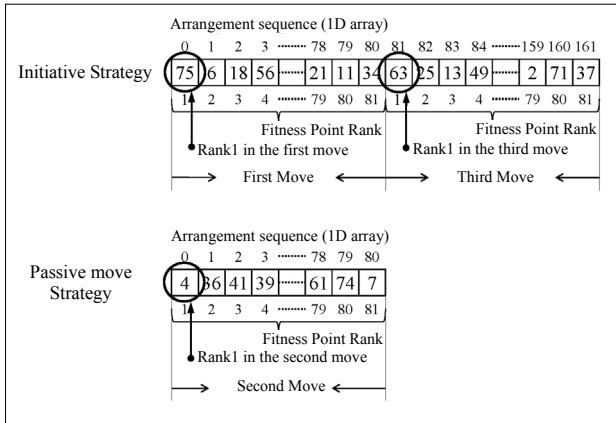 Arrangement sequence (1D array)
0 1 2 3 ········· 78 79 80 81 82 83 84 ········· 159 160 161
Initiative Strategy 75 6 18 56 ········· 21 11 34 63 25 13 49 ········· 2 71 37
1 2 3 4 ········· 79 80 81 1 2 3 4 ········· 79 80 81
Fitness Point Rank Fitness Point Rank
Rank1 in the first move Rank1 in the third move
First Move Third Move
Arrangement sequence (1D array)
0 1 2 3 ········· 78 79 80
Passive move 4 36 41 39 ········· 61 74 7
Strategy
1 2 3 4 ········· 79 80 81
Fitness Point Rank
Rank1 in the second move
Second Move